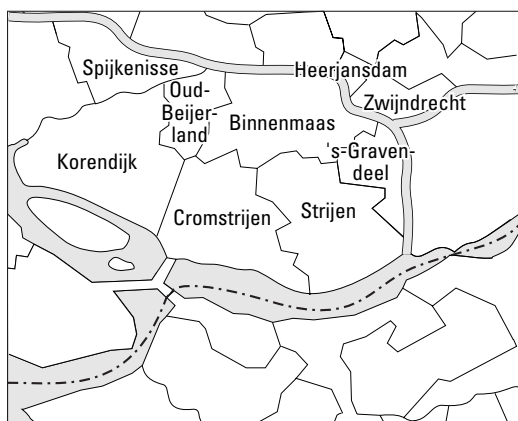 Spijkenisse
Heerjansdam
Oud-
Beijer-
land
Zwijndrecht
Binnenmaas
's-Graven-
deel
Korendijk
Cromstrijen
Strijen